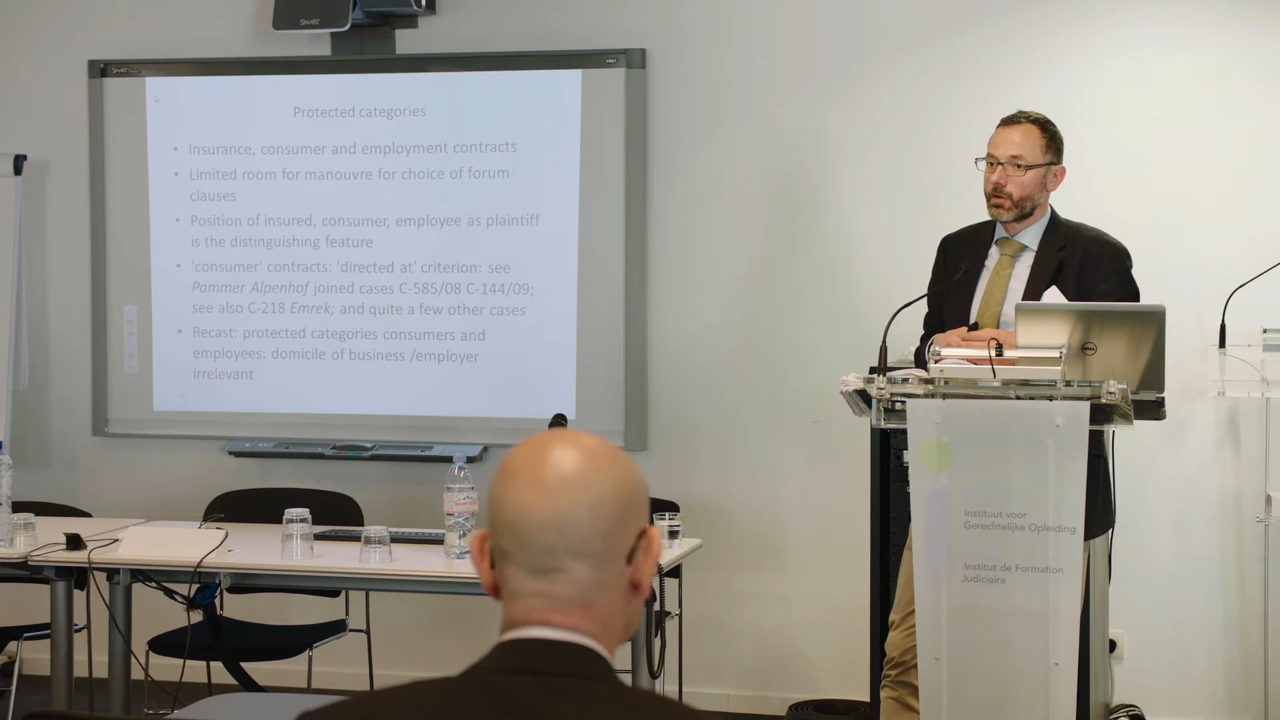 SMART
SMART
Protected categories
• Insurance, consumer and employment contracts
• Limited room for manoeuvre for choice of forum
clauses
• Position of insured, consumer, employee as plaintiff
is the distinguishing feature
• 'consumer' contracts: 'directed at' criterion: see
Pammer Alpenhof joined cases C-585/08 C-144/09;
see also C-218 Emrek; and quite a few other cases
• Recast: protected categories consumers and
employees: domicile of business /employer
irrelevant
DELL
Instituut voor
Gerechtelijke Opleiding
Institut de Formation
Judiciaire